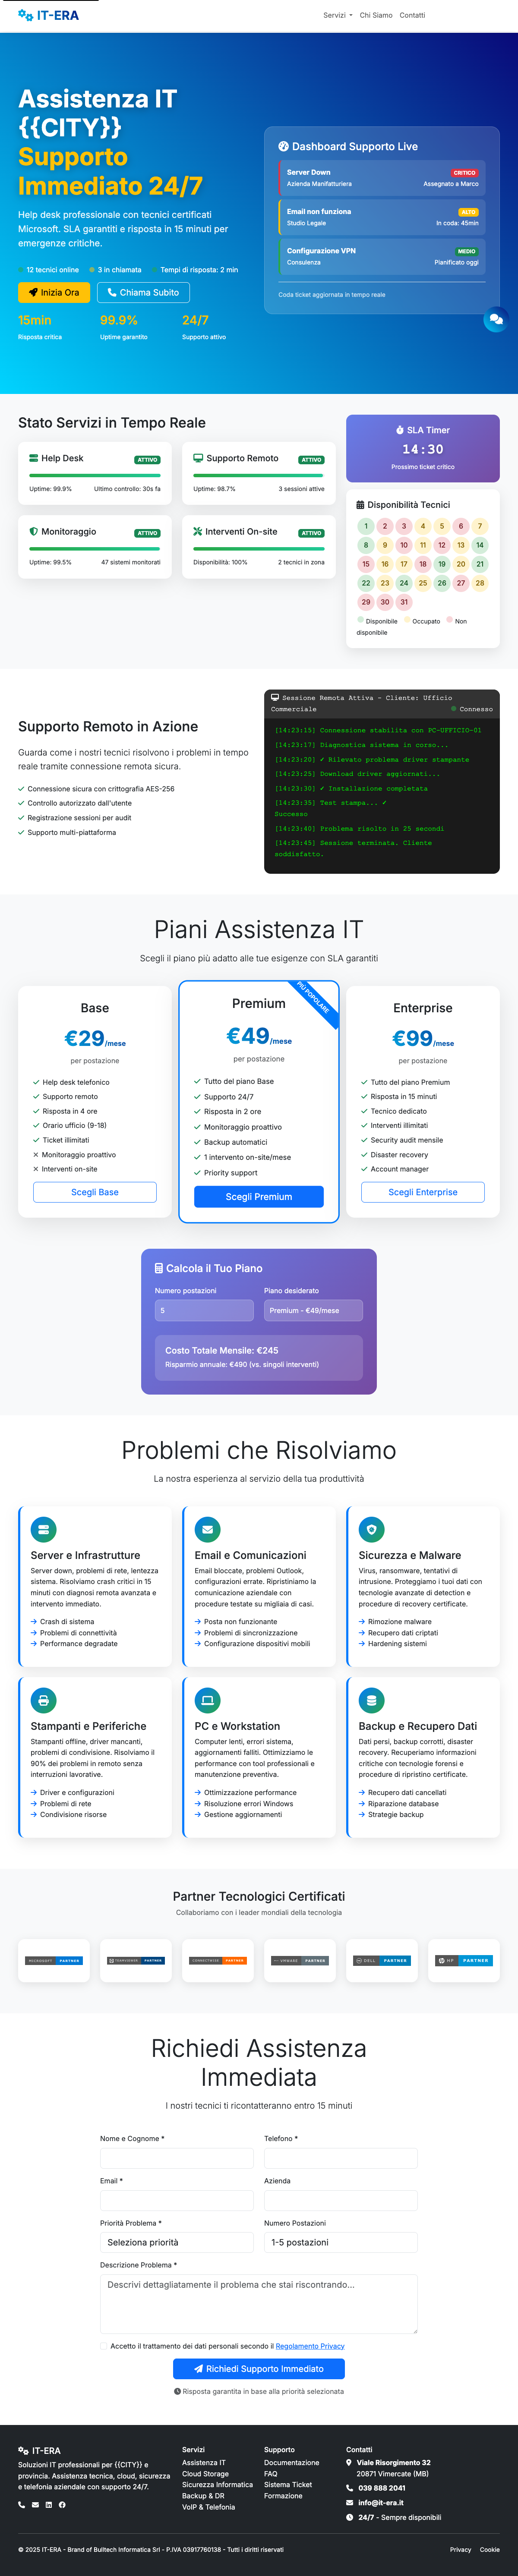 IT-ERA
Servizi
Chi Siamo
Contatti
Assistenza IT
{{CITY}}
Supporto
Immediato 24/7
Help desk professionale con tecnici certificati
Microsoft. SLA garantiti e risposta in 15 minuti per
emergenze critiche.
12 tecnici online
3 in chiamata
Tempi di risposta: 2 min
Inizia Ora
Chiama Subito
15min
Risposta critica
99.9%
Uptime garantito
24/7
Supporto attivo
Dashboard Supporto Live
Server Down
CRITICO
Azienda Manifatturiera
Assegnato a Marco
Email non funziona
ALTO
Studio Legale
In coda: 45min
Configurazione VPN
MEDIO
Consulenza
Pianificato oggi
Coda ticket aggiornata in tempo reale
Stato Servizi in Tempo Reale
Help Desk
ATTIVO
Uptime: 99.9%
Ultimo controllo: 30s fa
Supporto Remoto
ATTIVO
Uptime: 98.7%
3 sessioni attive
Monitoraggio
ATTIVO
Uptime: 99.5%
47 sistemi monitorati
Interventi On-site
ATTIVO
Disponibilità: 100%
2 tecnici in zona
SLA Timer
14:30
Prossimo ticket critico
Disponibilità Tecnici
1 2 3 4 5 6 7
8 9 10 11 12 13 14
15 16 17 18 19 20 21
22 23 24 25 26 27 28
29 30 31
Disponibile Occupato Non
disponibile
Supporto Remoto in Azione
Guarda come i nostri tecnici risolvono i problemi in tempo
reale tramite connessione remota sicura.
Connessione sicura con crittografia AES-256
Controllo autorizzato dall'utente
Registrazione sessioni per audit
Supporto multi-piattaforma
Sessione Remota Attiva - Cliente: Ufficio
Commerciale
Connesso
[14:23:15] Connessione stabilita con PC-UFFICIO-01
[14:23:17] Diagnostica sistema in corso...
[14:23:20] ✓ Rilevato problema driver stampante
[14:23:25] Download driver aggiornati...
[14:23:30] ✓ Installazione completata
[14:23:35] Test stampa... ✓
Successo
[14:23:40] Problema risolto in 25 secondi
[14:23:45] Sessione terminata. Cliente
soddisfatto.
Piani Assistenza IT
Scegli il piano più adatto alle tue esigenze con SLA garantiti
Base
€29/mese
per postazione
Help desk telefonico
Supporto remoto
Risposta in 4 ore
Orario ufficio (9-18)
Ticket illimitati
Monitoraggio proattivo
Interventi on-site
Scegli Base
PIÙ POPOLARE
Premium
€49/mese
per postazione
Tutto del piano Base
Supporto 24/7
Risposta in 2 ore
Monitoraggio proattivo
Backup automatici
1 intervento on-site/mese
Priority support
Scegli Premium
Enterprise
€99/mese
per postazione
Tutto del piano Premium
Risposta in 15 minuti
Tecnico dedicato
Interventi illimitati
Security audit mensile
Disaster recovery
Account manager
Scegli Enterprise
Calcola il Tuo Piano
Numero postazioni
5
Piano desiderato
Premium - €49/mese
Costo Totale Mensile: €245
Risparmio annuale: €490 (vs. singoli interventi)
Problemi che Risolviamo
La nostra esperienza al servizio della tua produttività
Server e Infrastrutture
Server down, problemi di rete, lentezza
sistema. Risolviamo crash critici in 15
minuti con diagnosi remota avanzata e
intervento immediato.
Crash di sistema
Problemi di connettività
Performance degradate
Email e Comunicazioni
Email bloccate, problemi Outlook,
configurazioni errate. Ripristiniamo la
comunicazione aziendale con
procedure testate su migliaia di casi.
Posta non funzionante
Problemi di sincronizzazione
Configurazione dispositivi mobili
Sicurezza e Malware
Virus, ransomware, tentativi di
intrusione. Proteggiamo i tuoi dati con
tecnologie avanzate di detection e
procedure di recovery certificate.
Rimozione malware
Recupero dati criptati
Hardening sistemi
Stampanti e Periferiche
Stampanti offline, driver mancanti,
problemi di condivisione. Risolviamo il
90% dei problemi in remoto senza
interruzioni lavorative.
Driver e configurazioni
Problemi di rete
Condivisione risorse
PC e Workstation
Computer lenti, errori sistema,
aggiornamenti falliti. Ottimizziamo le
performance con tool professionali e
manutenzione preventiva.
Ottimizzazione performance
Risoluzione errori Windows
Gestione aggiornamenti
Backup e Recupero Dati
Dati persi, backup corrotti, disaster
recovery. Recuperiamo informazioni
critiche con tecnologie forensi e
procedure di ripristino certificate.
Recupero dati cancellati
Riparazione database
Strategie backup
Partner Tecnologici Certificati
Collaboriamo con i leader mondiali della tecnologia
MICROSOFT PARTNER
TEAMVIEWER PARTNER
CONNECTWISE PARTNER
VMWARE PARTNER
DELL PARTNER
HP PARTNER
Richiedi Assistenza
Immediata
I nostri tecnici ti ricontatteranno entro 15 minuti
Nome e Cognome *
Telefono *
Email *
Azienda
Priorità Problema *
Seleziona priorità
Numero Postazioni
1-5 postazioni
Descrizione Problema *
Descrivi dettagliatamente il problema che stai riscontrando...
Accetto il trattamento dei dati personali secondo il Regolamento Privacy
Richiedi Supporto Immediato
Risposta garantita in base alla priorità selezionata
IT-ERA
Soluzioni IT professionali per {{CITY}} e
provincia. Assistenza tecnica, cloud, sicurezza
e telefonia aziendale con supporto 24/7.
Servizi
Assistenza IT
Cloud Storage
Sicurezza Informatica
Backup & DR
VoIP & Telefonia
Supporto
Documentazione
FAQ
Sistema Ticket
Formazione
Contatti
Viale Risorgimento 32
20871 Vimercate (MB)
039 888 2041
info@it-era.it
24/7 - Sempre disponibili
© 2025 IT-ERA - Brand of Bulltech Informatica Srl - P.IVA 03917760138 - Tutti i diritti riservati
Privacy
Cookie